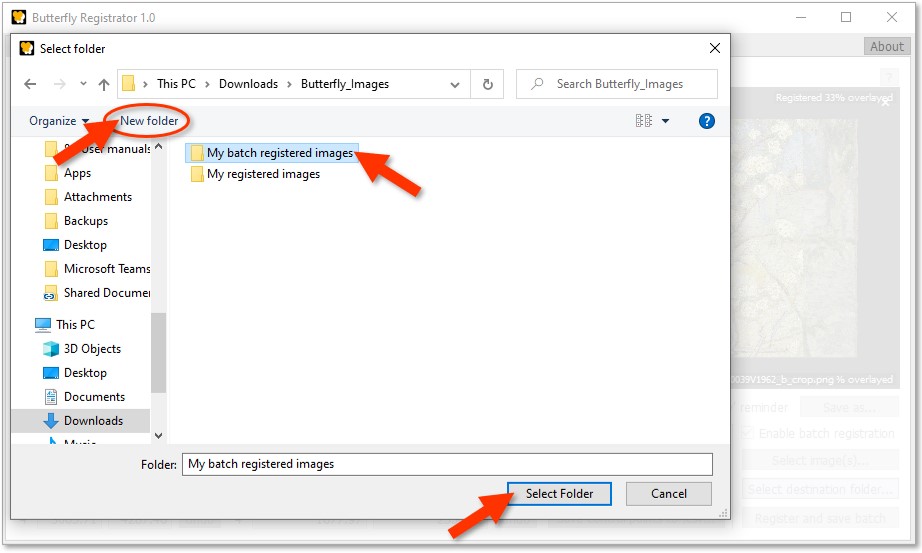 Butterfly Registrator 1.0
About
Select folder
This PC > Downloads > Butterfly_Images
Search Butterfly_Images
Organize
New folder
?
Registered 33% overlayed
User manuals
Apps
Attachments
Backups
Desktop
Microsoft Teams
Shared Docume
This PC
3D Objects
Desktop
Documents
Downloads
Music
My batch registered images
My registered images
0039V1962_b_crop.png % overlayed
reminder
Save as...
Enable batch registration
Select image(s)...
Select destination folder...
Register and save batch
Folder: My batch registered images
Select Folder
Cancel